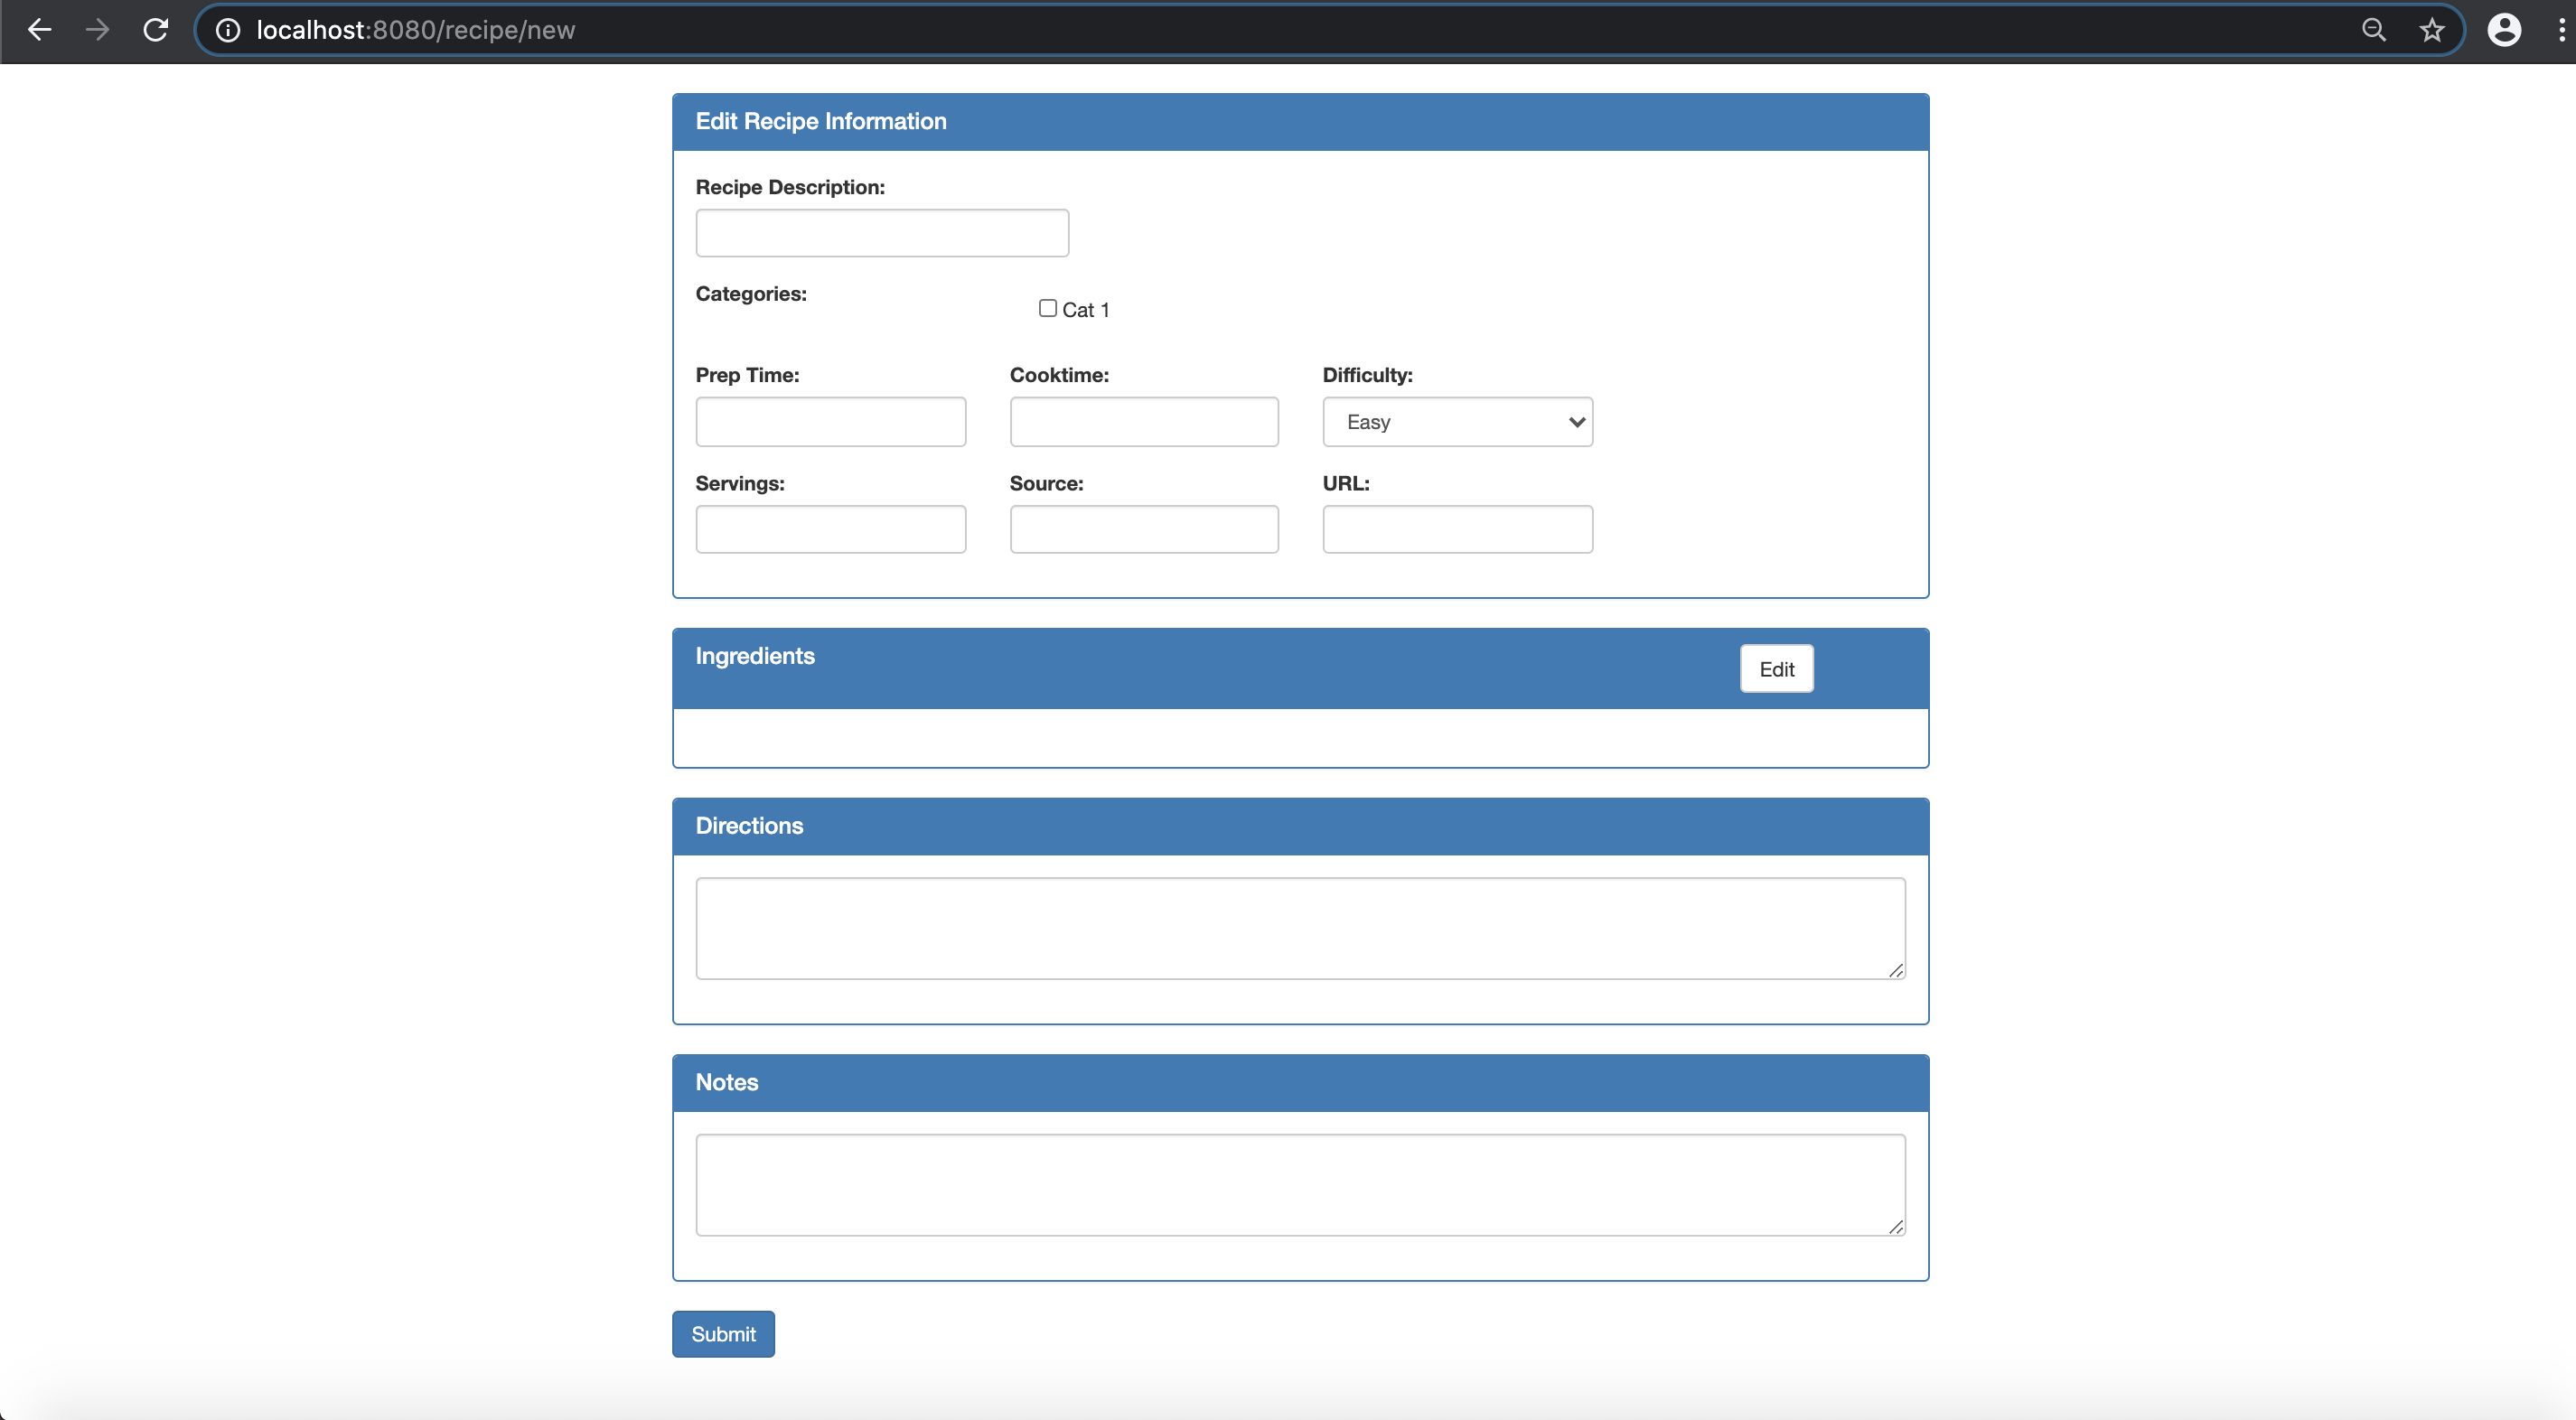 localhost:8080/recipe/new
Edit Recipe Information
Recipe Description:
Categories:
Cat 1
Prep Time: Cooktime: Difficulty:
Easy
Servings: Source: URL:
Ingredients Edit
Directions
Notes
Submit